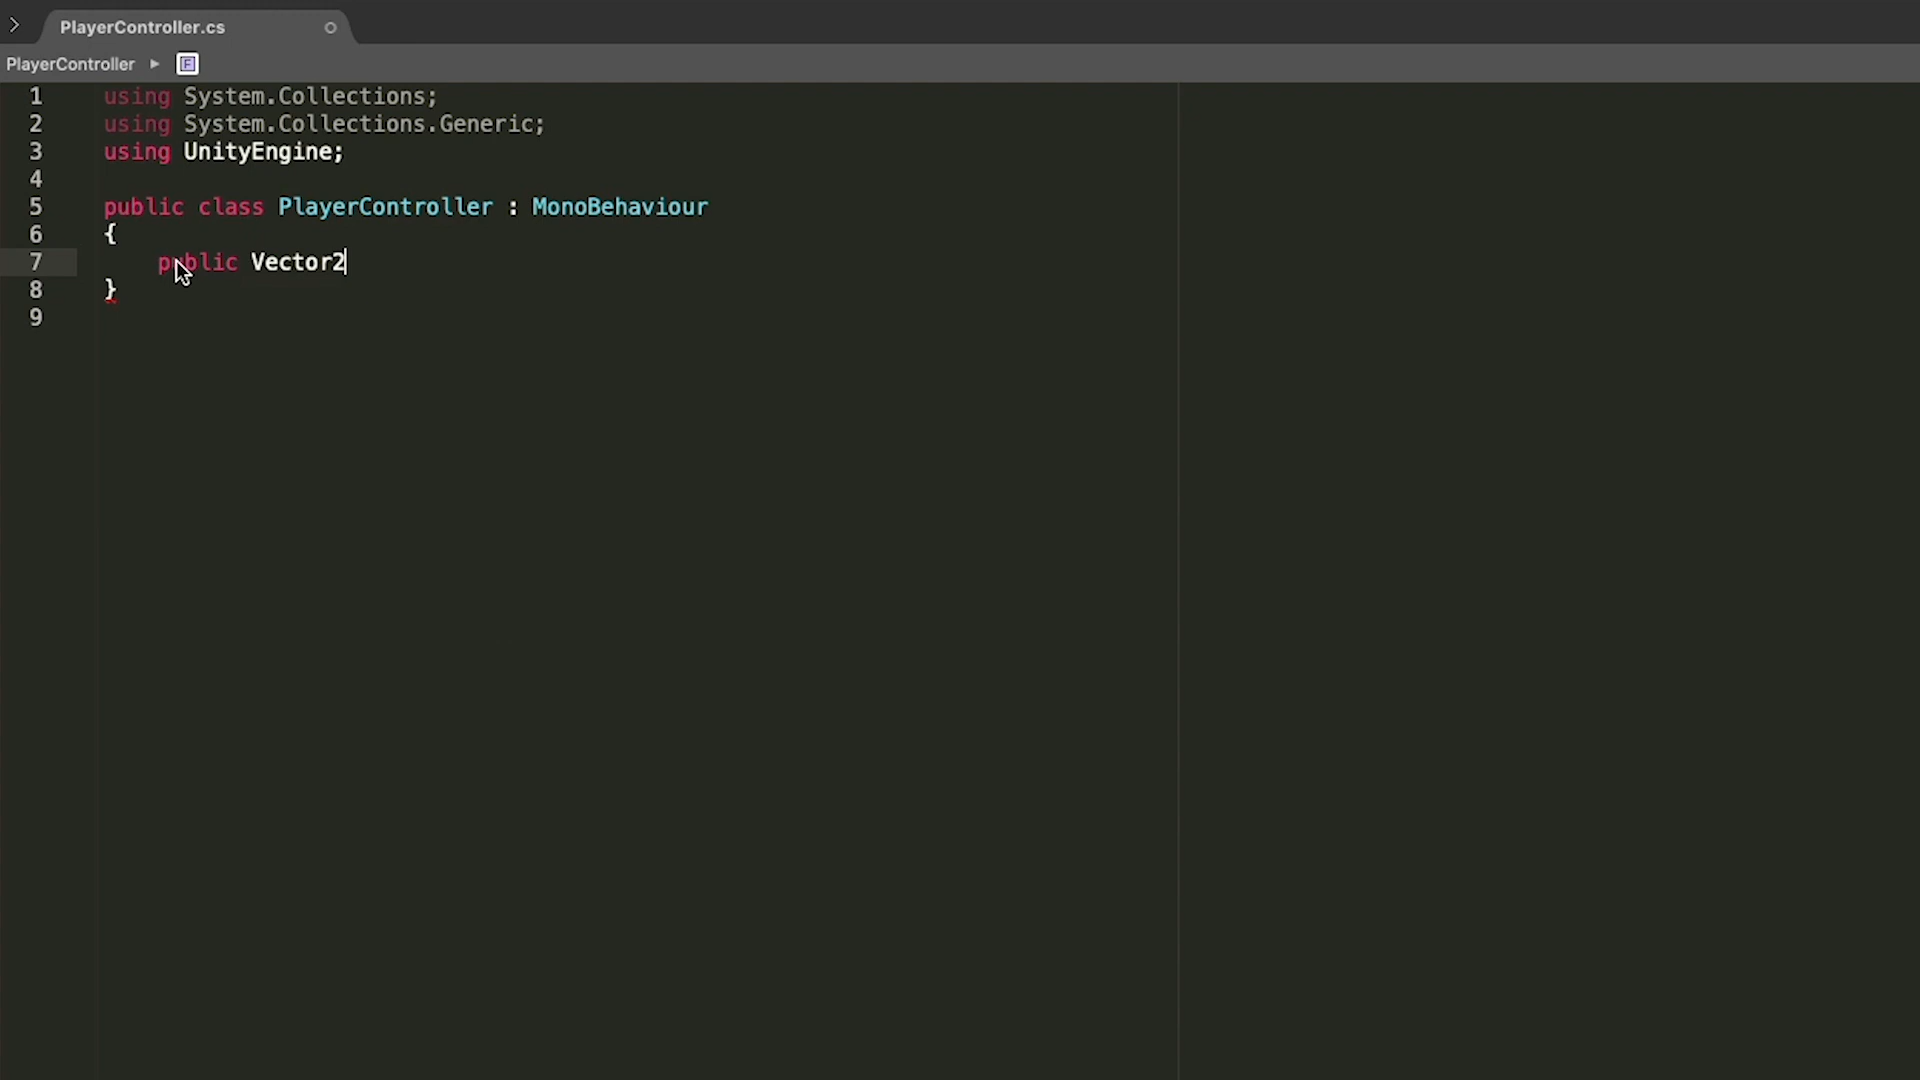 PlayerController.cs
PlayerController
F
1 using System.Collections;
2 using System.Collections.Generic;
3 using UnityEngine;
4
5 public class PlayerController : MonoBehaviour
6 {
7     public Vector2
8 }
9